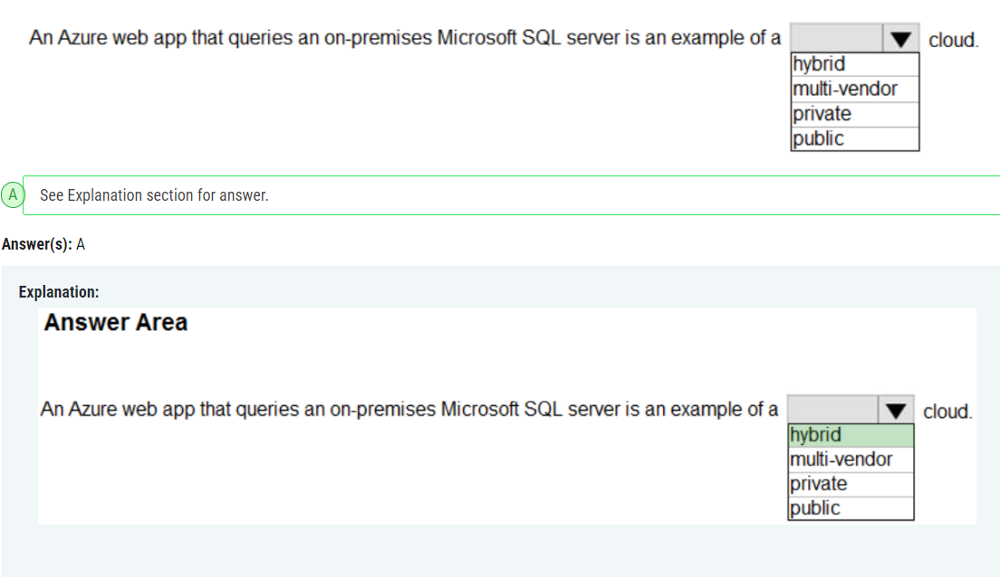 An Azure web app that queries an on-premises Microsoft SQL server is an example of a ▼ cloud.
hybrid
multi-vendor
private
public
A See Explanation section for answer.
Answer(s): A
Explanation:
Answer Area
An Azure web app that queries an on-premises Microsoft SQL server is an example of a ▼ cloud.
hybrid
multi-vendor
private
public